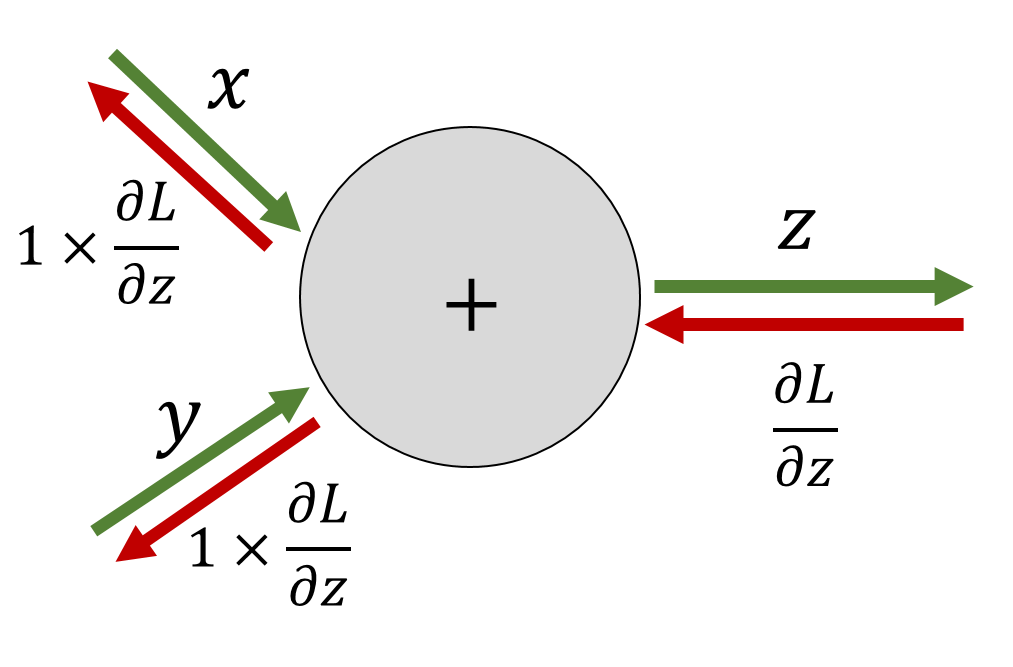 x
1 × ∂L/∂z
+
z
∂L/∂z
y
1 × ∂L/∂z